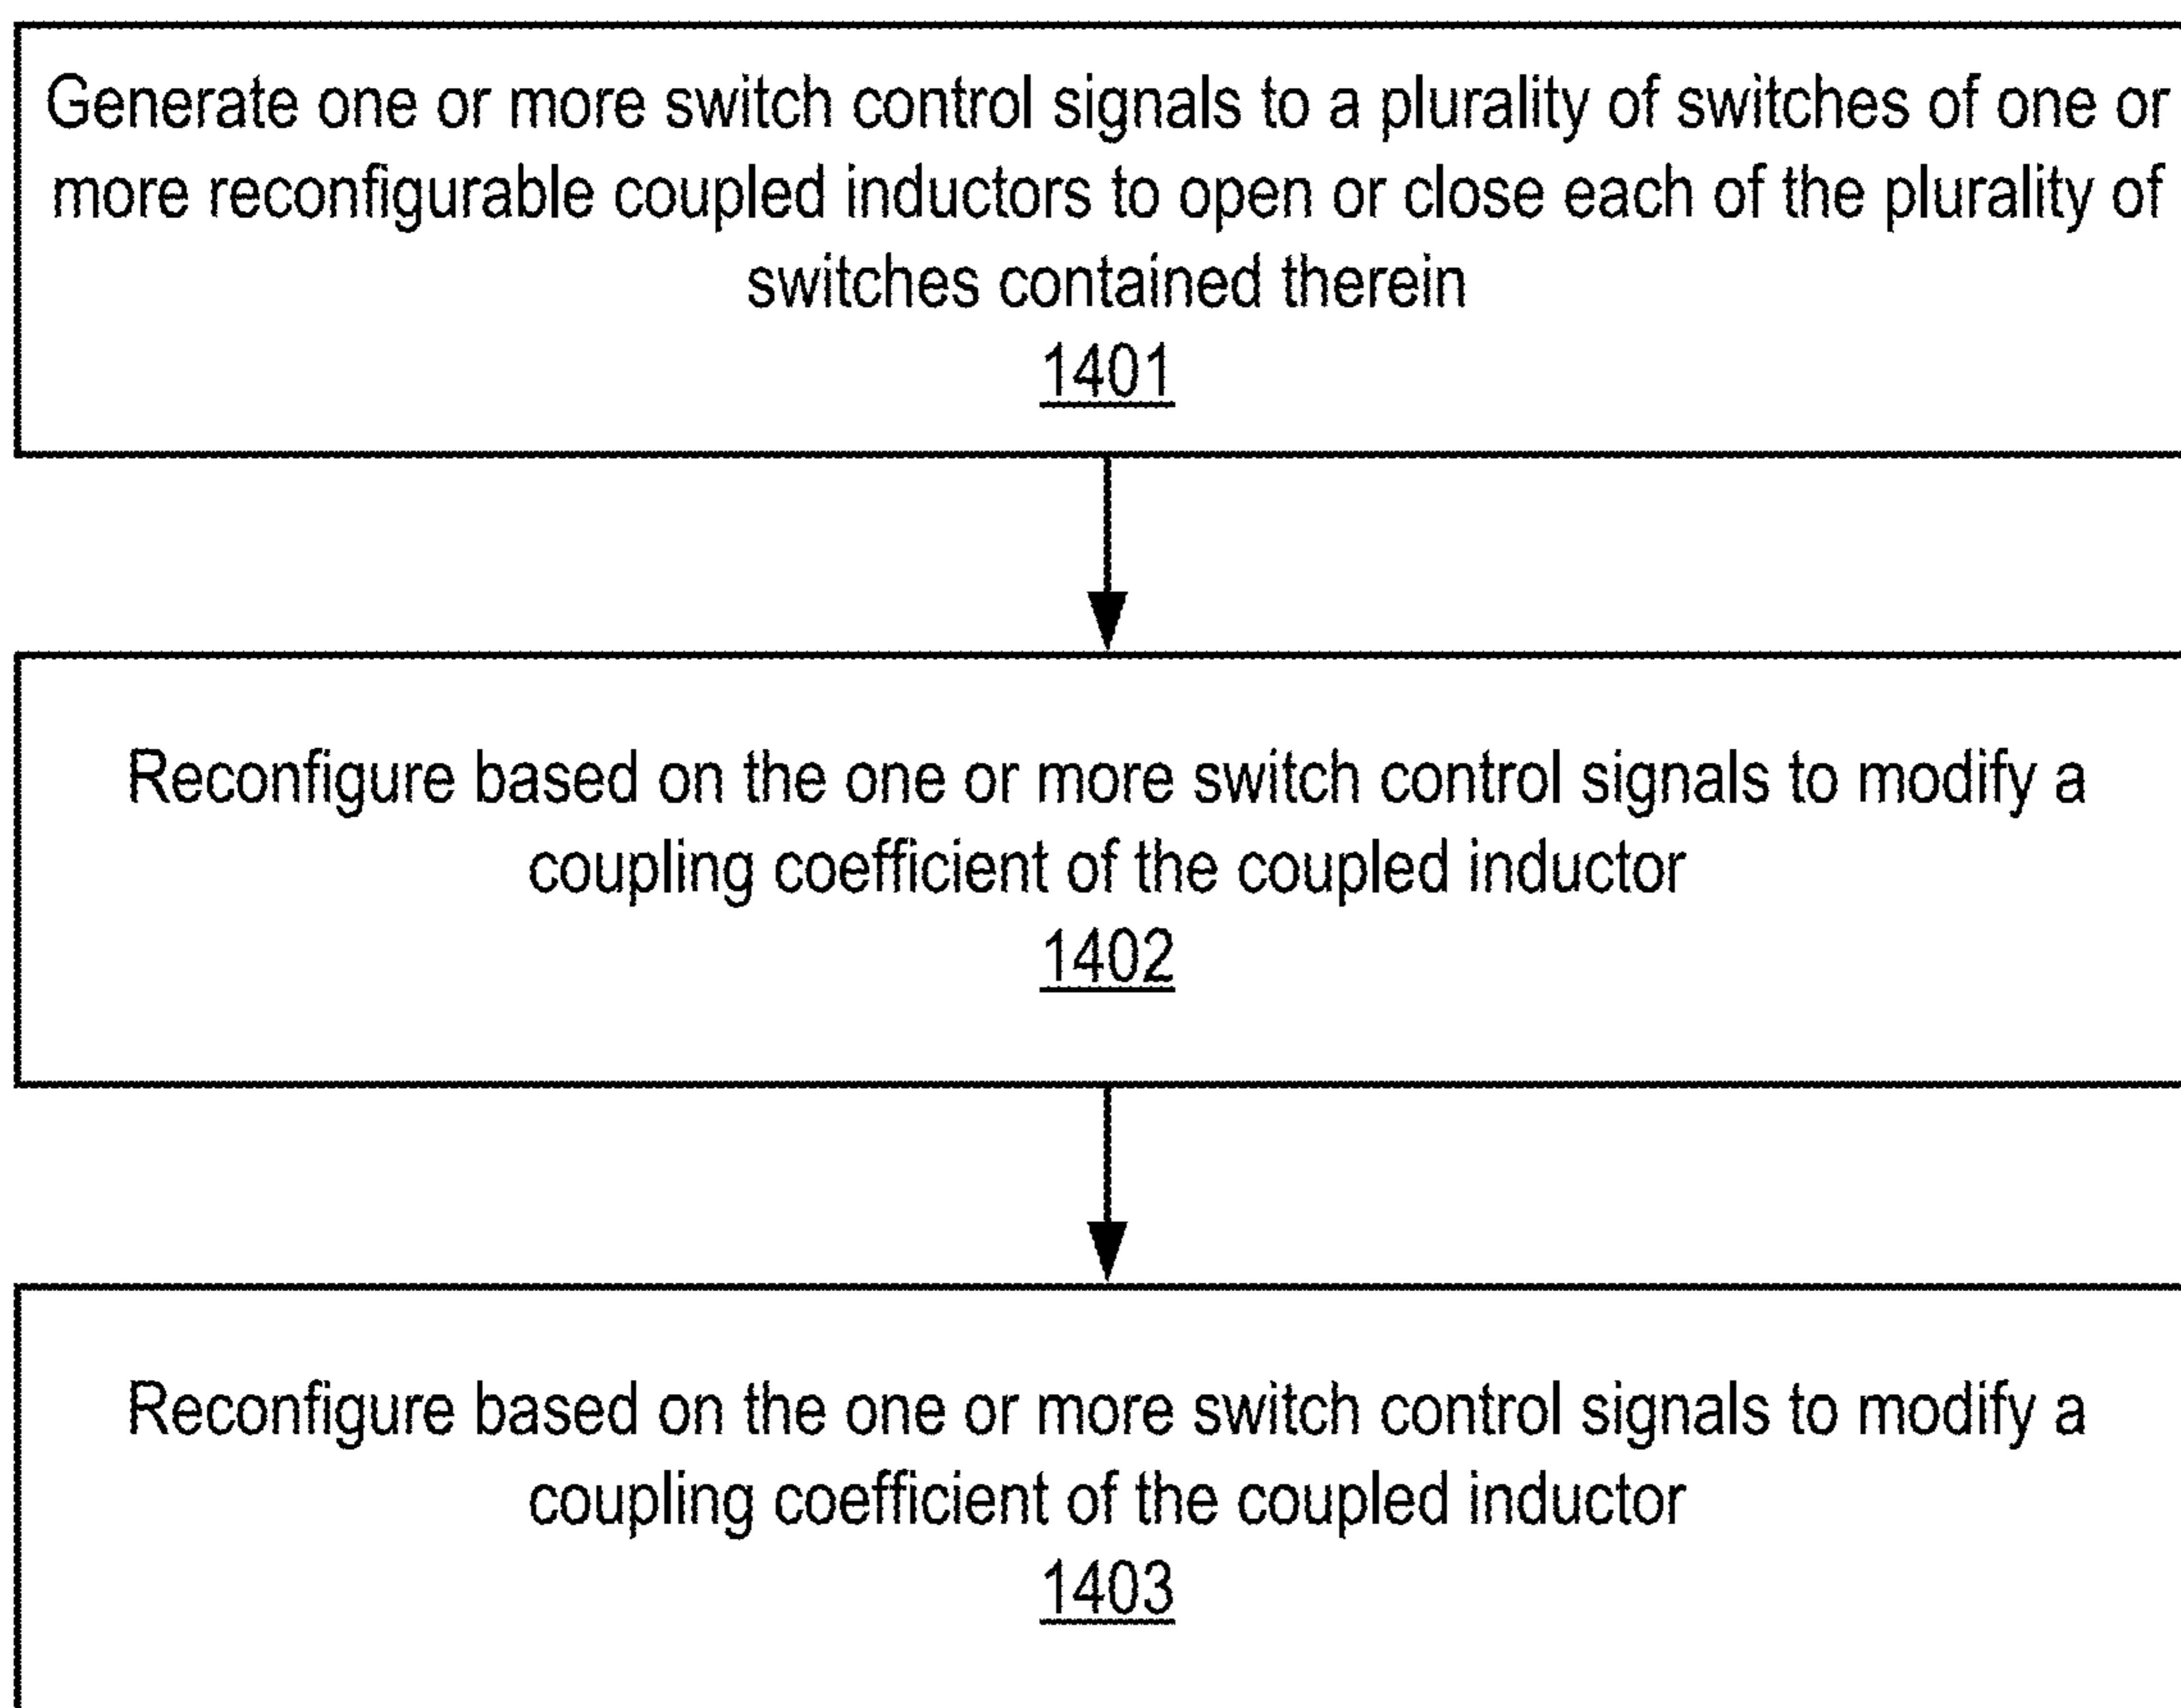 Generate one or more switch control signals to a plurality of switches of one or
more reconfigurable coupled inductors to open or close each of the plurality of
switches contained therein
1401
Reconfigure based on the one or more switch control signals to modify a
coupling coefficient of the coupled inductor
1402
Reconfigure based on the one or more switch control signals to modify a
coupling coefficient of the coupled inductor
1403